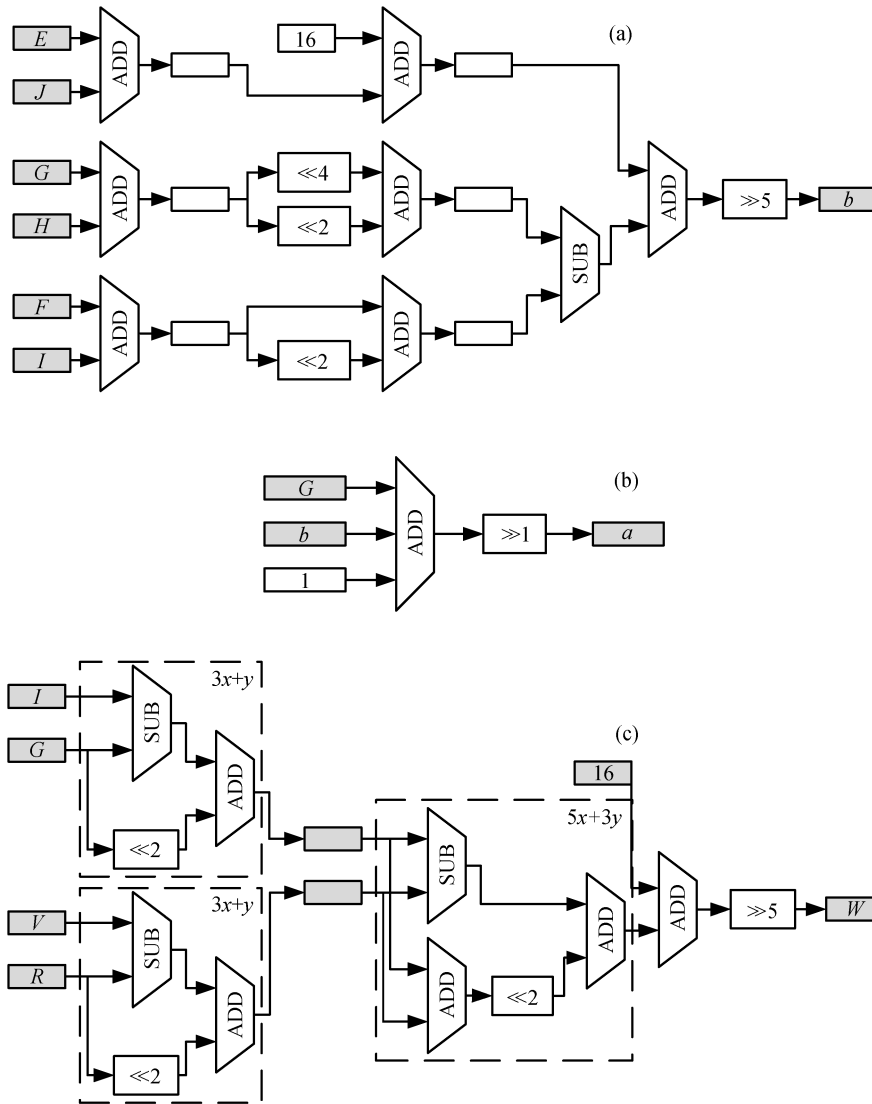 E
ADD
16
ADD
(a)
J
G
ADD
≪4
ADD
ADD
≫5
b
H
≪2
SUB
F
ADD
ADD
I
≪2
G
(b)
b
ADD
≫1
a
1
3x+y
I
SUB
G
ADD
(c)
16
≪2
5x+3y
SUB
3x+y
V
SUB
ADD
ADD
≫5
W
R
ADD
ADD
≪2
≪2